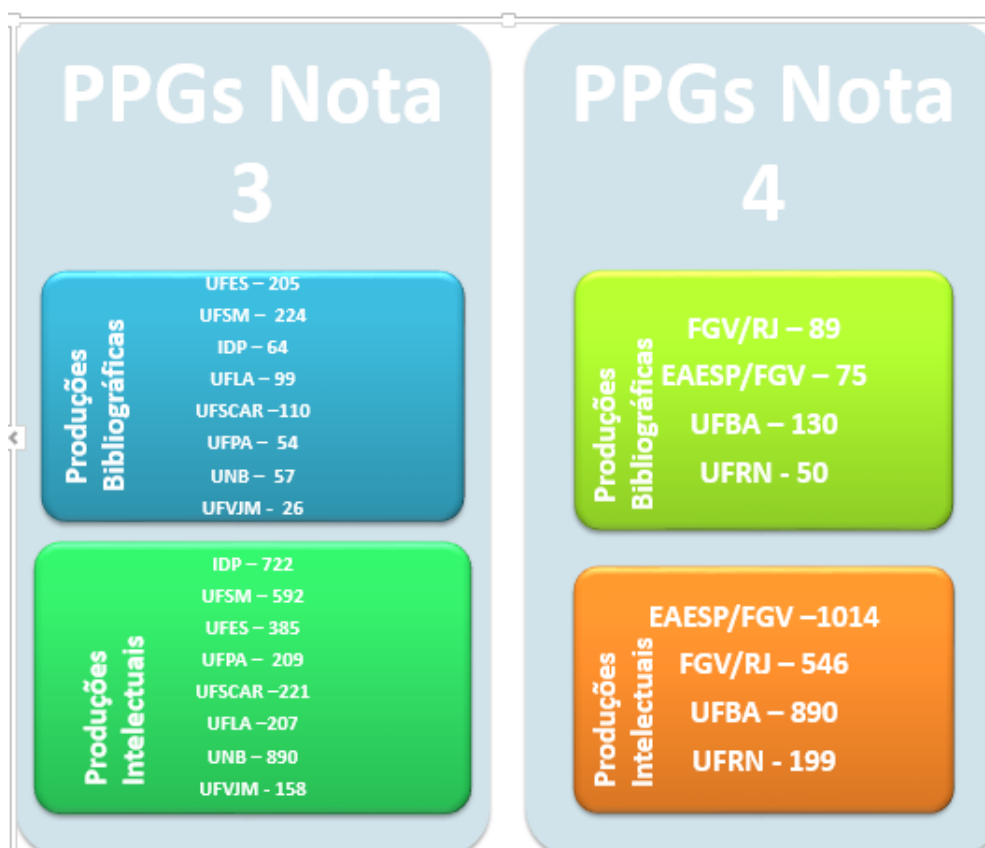 PPGs Nota
3
Produções
Bibliográficas
UFES – 205
UFSM –  224
IDP – 64
UFLA – 99
UFSCAR –110
UFPA –  54
UNB – 57
UFVJM -  26
Produções
Intelectuais
IDP – 722
UFSM – 592
UFES – 385
UFPA –  209
UFSCAR –221
UFLA –207
UNB – 890
UFVJM - 158
PPGs Nota
4
Produções
Bibliográficas
FGV/RJ – 89
EAESP/FGV – 75
UFBA – 130
UFRN - 50
Produções
Intelectuais
EAESP/FGV –1014
FGV/RJ – 546
UFBA – 890
UFRN - 199